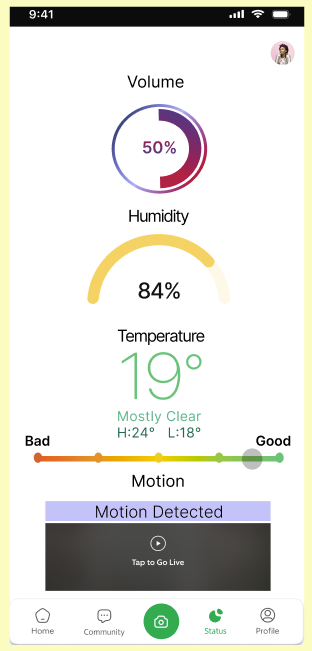 9:41
Volume
50%
Humidity
84%
Temperature
19°
Mostly Clear
H:24° L:18°
Bad Good
Motion
Motion Detected
Tap to Go Live
Home Community Status Profile